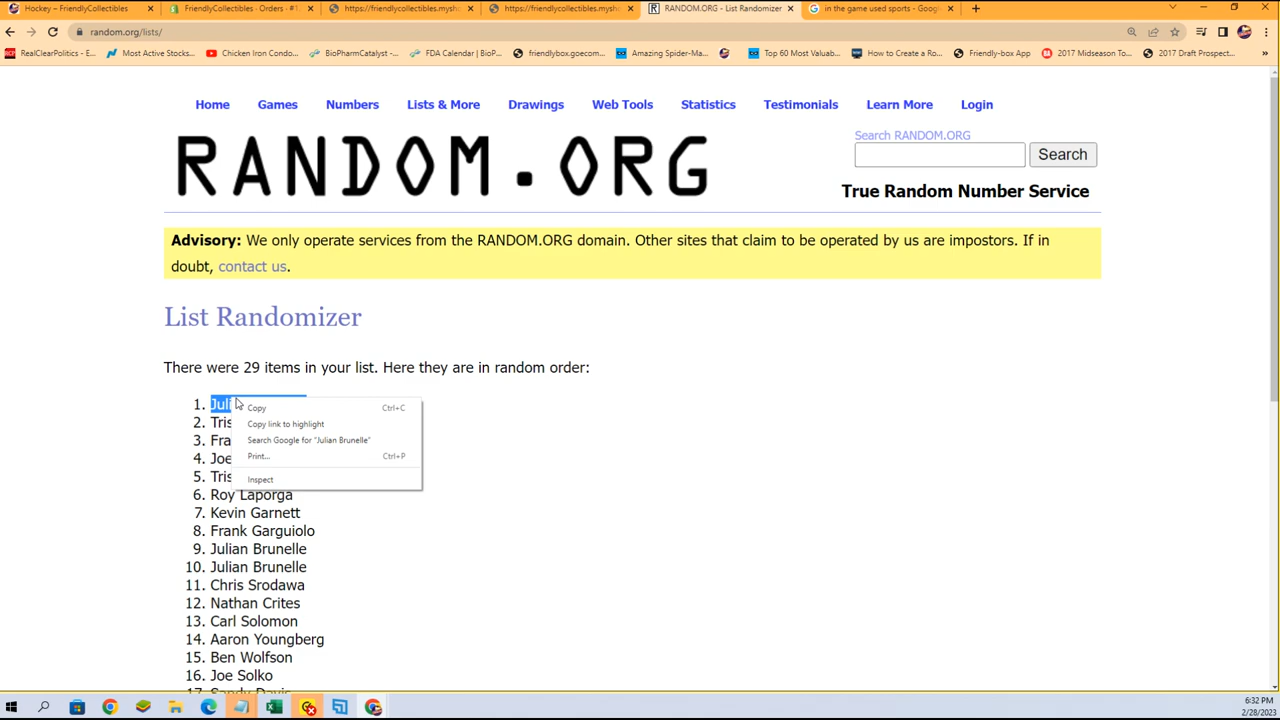 Hockey – FriendlyCollectibles
FriendlyCollectibles - Orders - #1
https://friendlycollectibles.mysh
https://friendlycollectibles.mysh
RANDOM.ORG - List Randomizer
in the game used sports - Goog
random.org/lists/
RealClearPolitics - E...
Most Active Stocks...
Chicken Iron Condo...
BioPharmCatalyst -...
FDA Calendar | BioP...
friendlybox.goecom...
Amazing Spider-Ma...
Top 60 Most Valuab...
How to Create a Ro...
Friendly-box App
2017 Midseason To...
2017 Draft Prospect...
»
Home Games Numbers Lists & More Drawings Web Tools Statistics Testimonials Learn More Login
RANDOM.ORG
Search RANDOM.ORG
Search
True Random Number Service
Advisory: We only operate services from the RANDOM.ORG domain. Other sites that claim to be operated by us are impostors. If in
doubt, contact us.
List Randomizer
There were 29 items in your list. Here they are in random order:
1. Juli
2. Tris
3. Fra
4. Joe
5. Tris
6. Roy Laporga
7. Kevin Garnett
8. Frank Garguiolo
9. Julian Brunelle
10. Julian Brunelle
11. Chris Srodawa
12. Nathan Crites
13. Carl Solomon
14. Aaron Youngberg
15. Ben Wolfson
16. Joe Solko
17. Sandy Davis
Copy Ctrl+C
Copy link to highlight
Search Google for "Julian Brunelle"
Print... Ctrl+P
Inspect
6:32 PM
2/28/2023